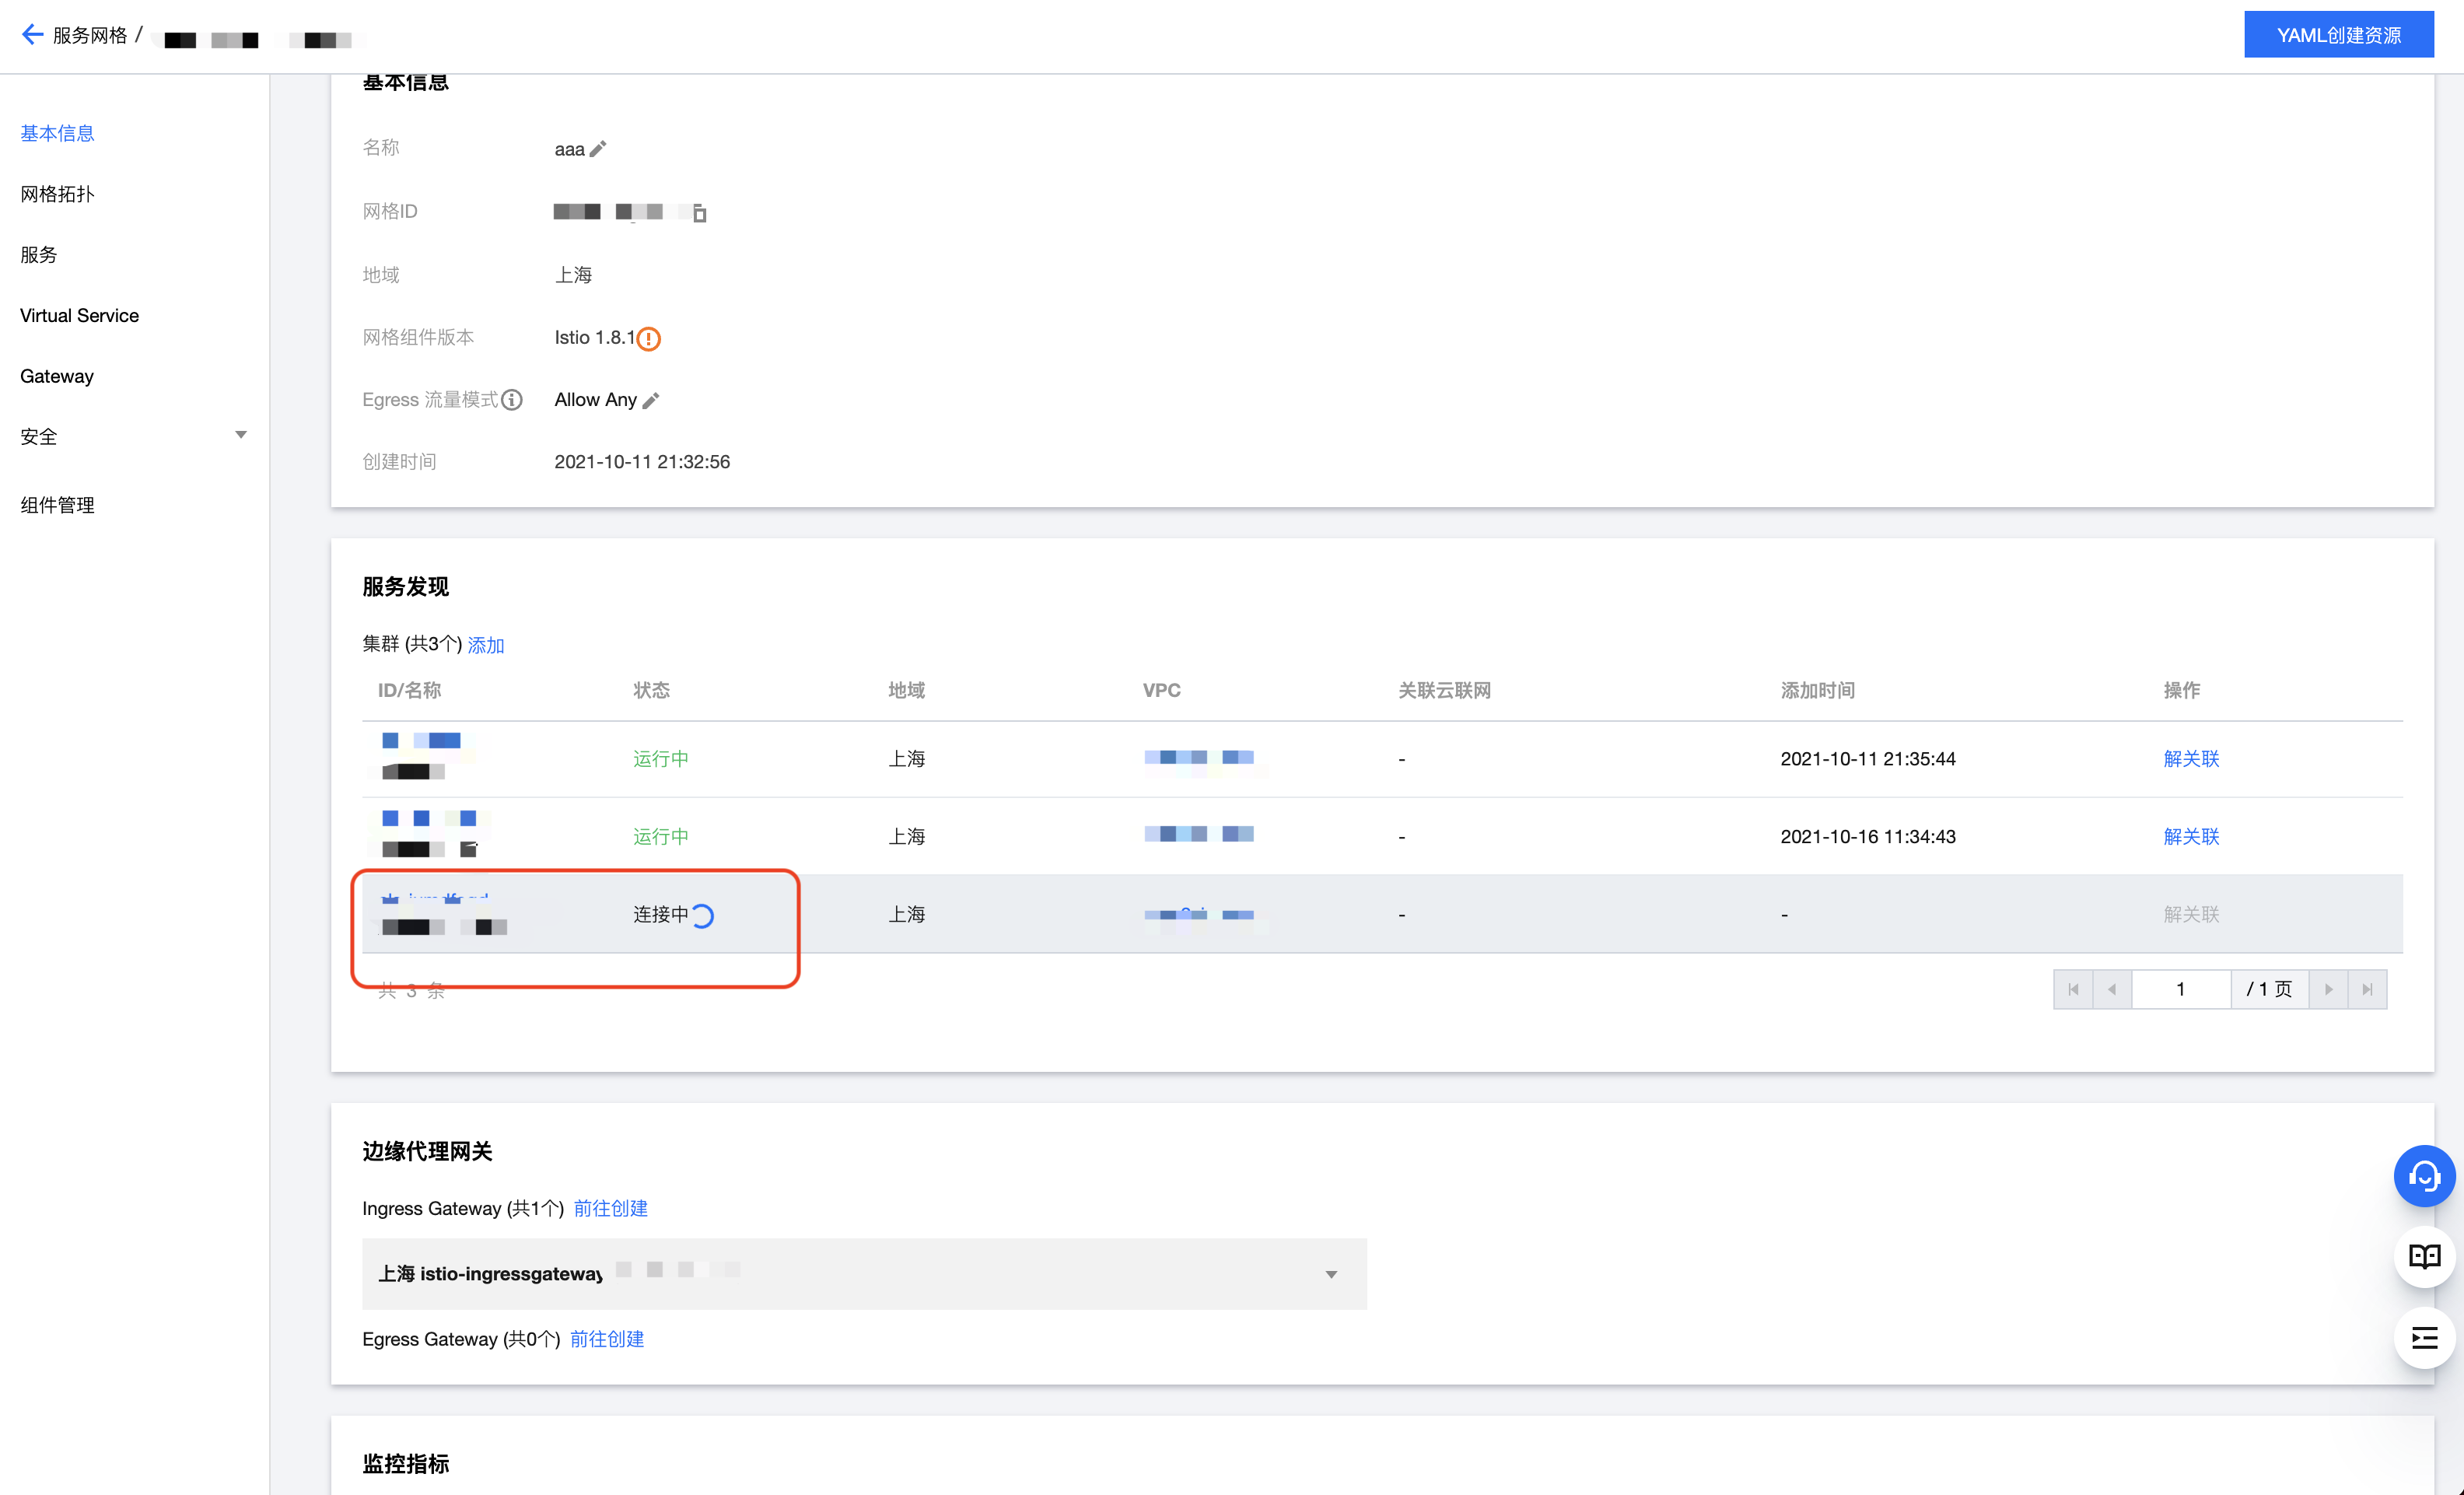 服务网格 /
YAML创建资源
基本信息
网格拓扑
服务
Virtual Service
Gateway
安全
组件管理
基本信息
名称 aaa
网格ID
地域 上海
网格组件版本 Istio 1.8.1
Egress 流量模式 Allow Any
创建时间 2021-10-11 21:32:56
服务发现
集群 (共3个) 添加
ID/名称 状态 地域 VPC 关联云联网 添加时间 操作
运行中 上海 - 2021-10-11 21:35:44 解关联
运行中 上海 - 2021-10-16 11:34:43 解关联
连接中 上海 - - 解关联
共 3 条
1 / 1 页
边缘代理网关
Ingress Gateway (共1个) 前往创建
上海 istio-ingressgateway
Egress Gateway (共0个) 前往创建
监控指标